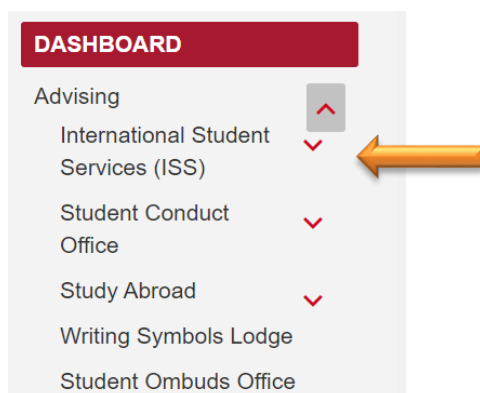 DASHBOARD
Advising
International Student
Services (ISS)
Student Conduct
Office
Study Abroad
Writing Symbols Lodge
Student Ombuds Office